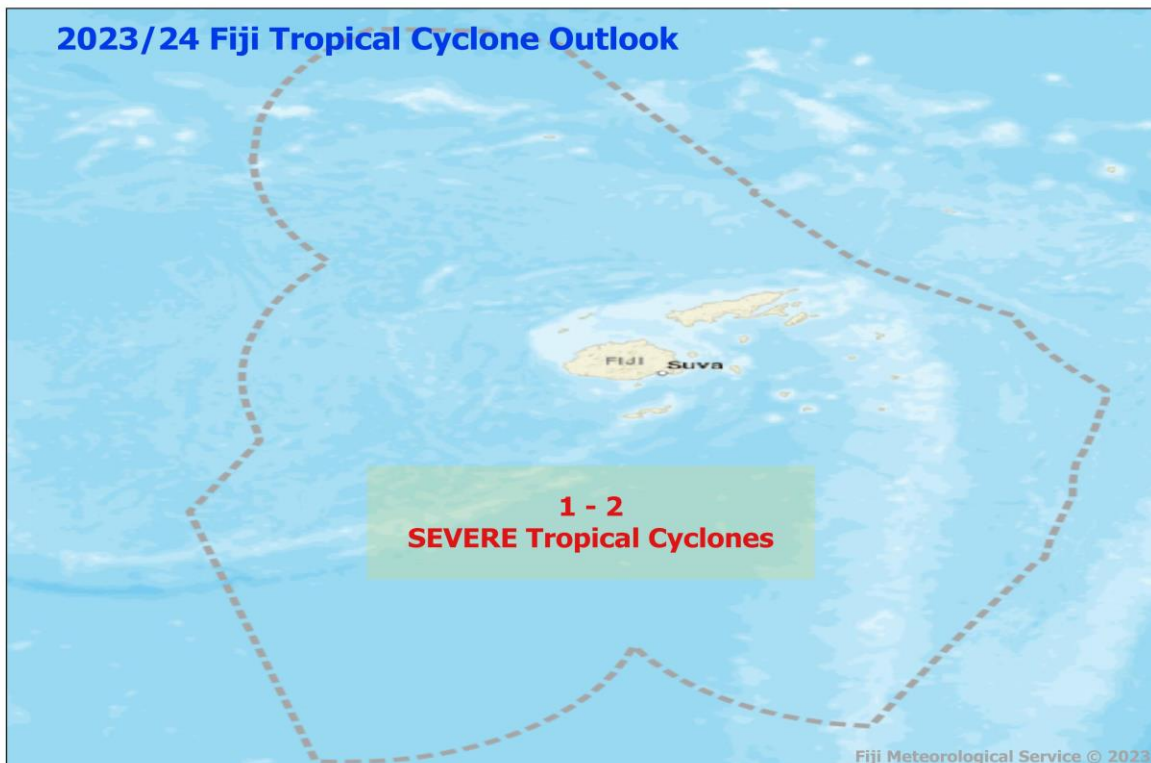 2023/24 Fiji Tropical Cyclone Outlook
FIJI
Suva
1 - 2
SEVERE Tropical Cyclones
Fiji Meteorological Service © 2023